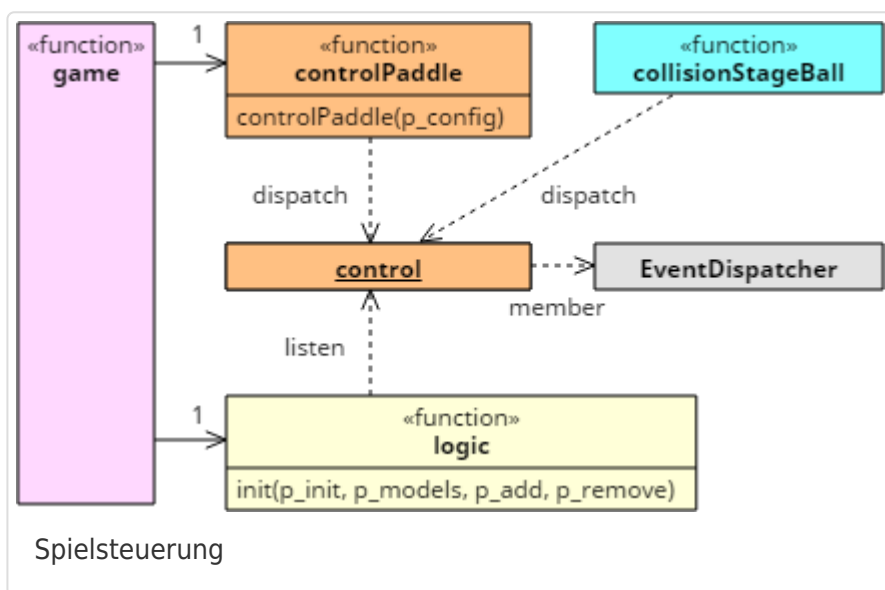 «function»
game
1
«function»
controlPaddle
controlPaddle(p_config)
«function»
collisionStageBall
dispatch
dispatch
control
EventDispatcher
member
listen
1
«function»
logic
init(p_init, p_models, p_add, p_remove)
Spielsteuerung